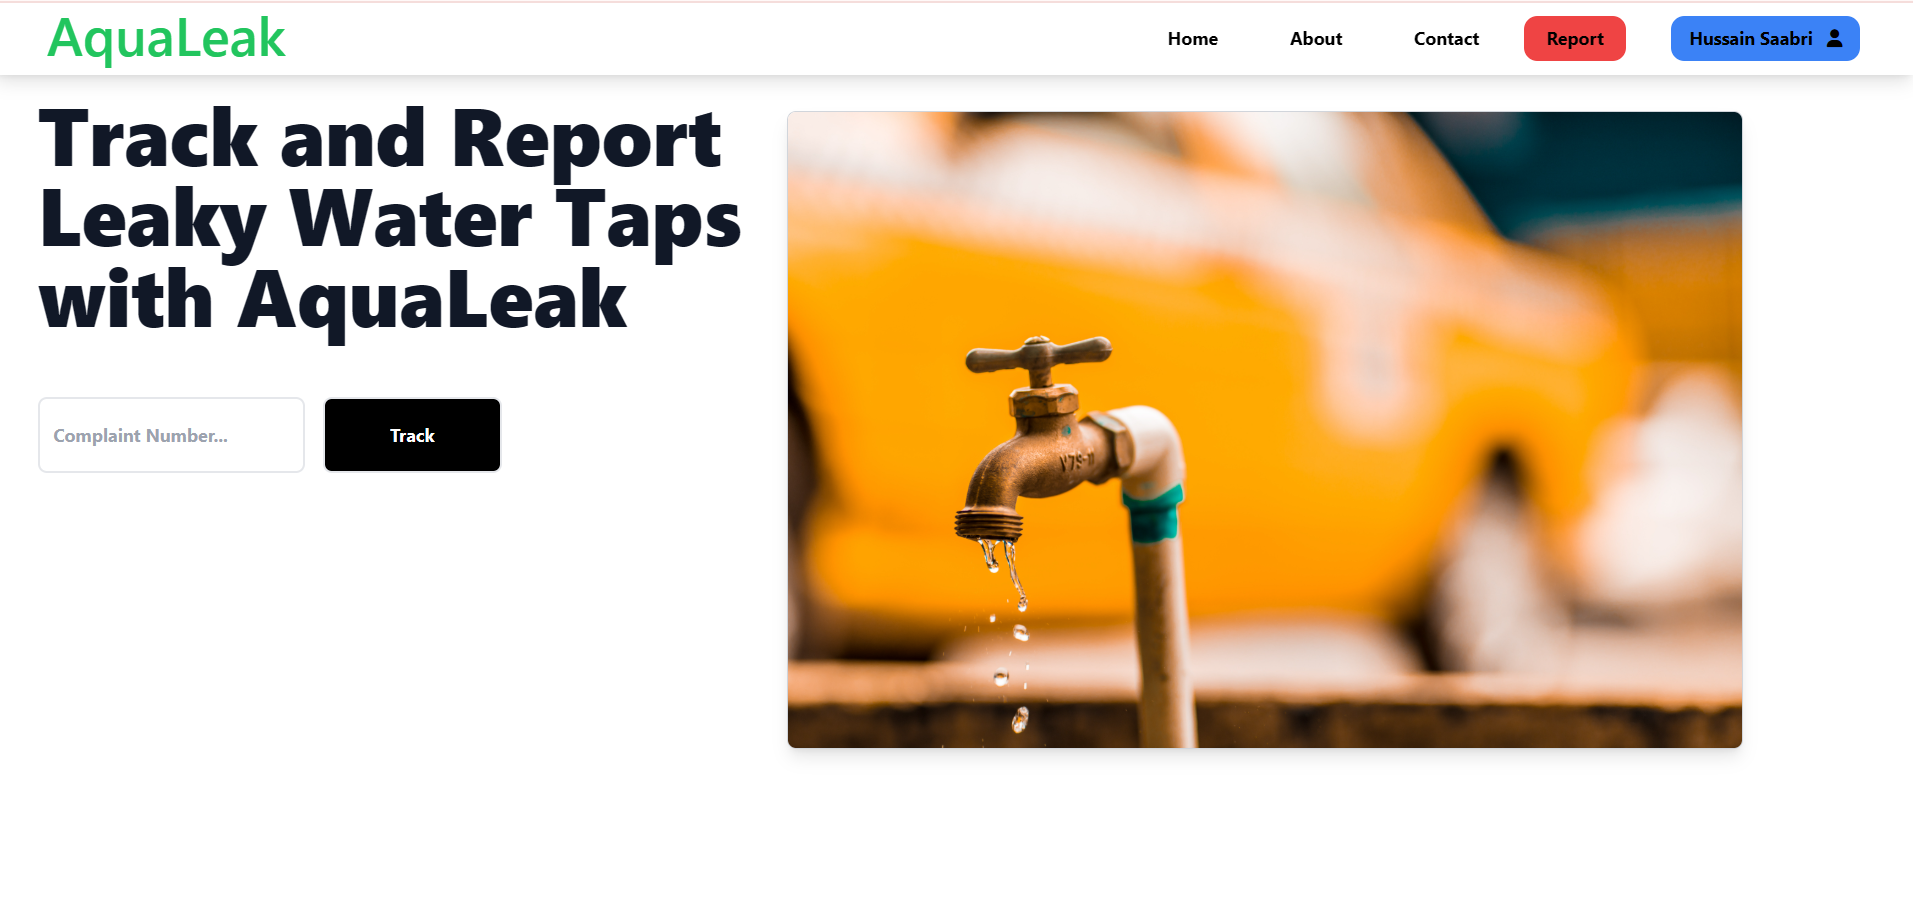 AquaLeak
Home
About
Contact
Report
Hussain Saabri
Track and Report
Leaky Water Taps
with AquaLeak
Complaint Number...
Track